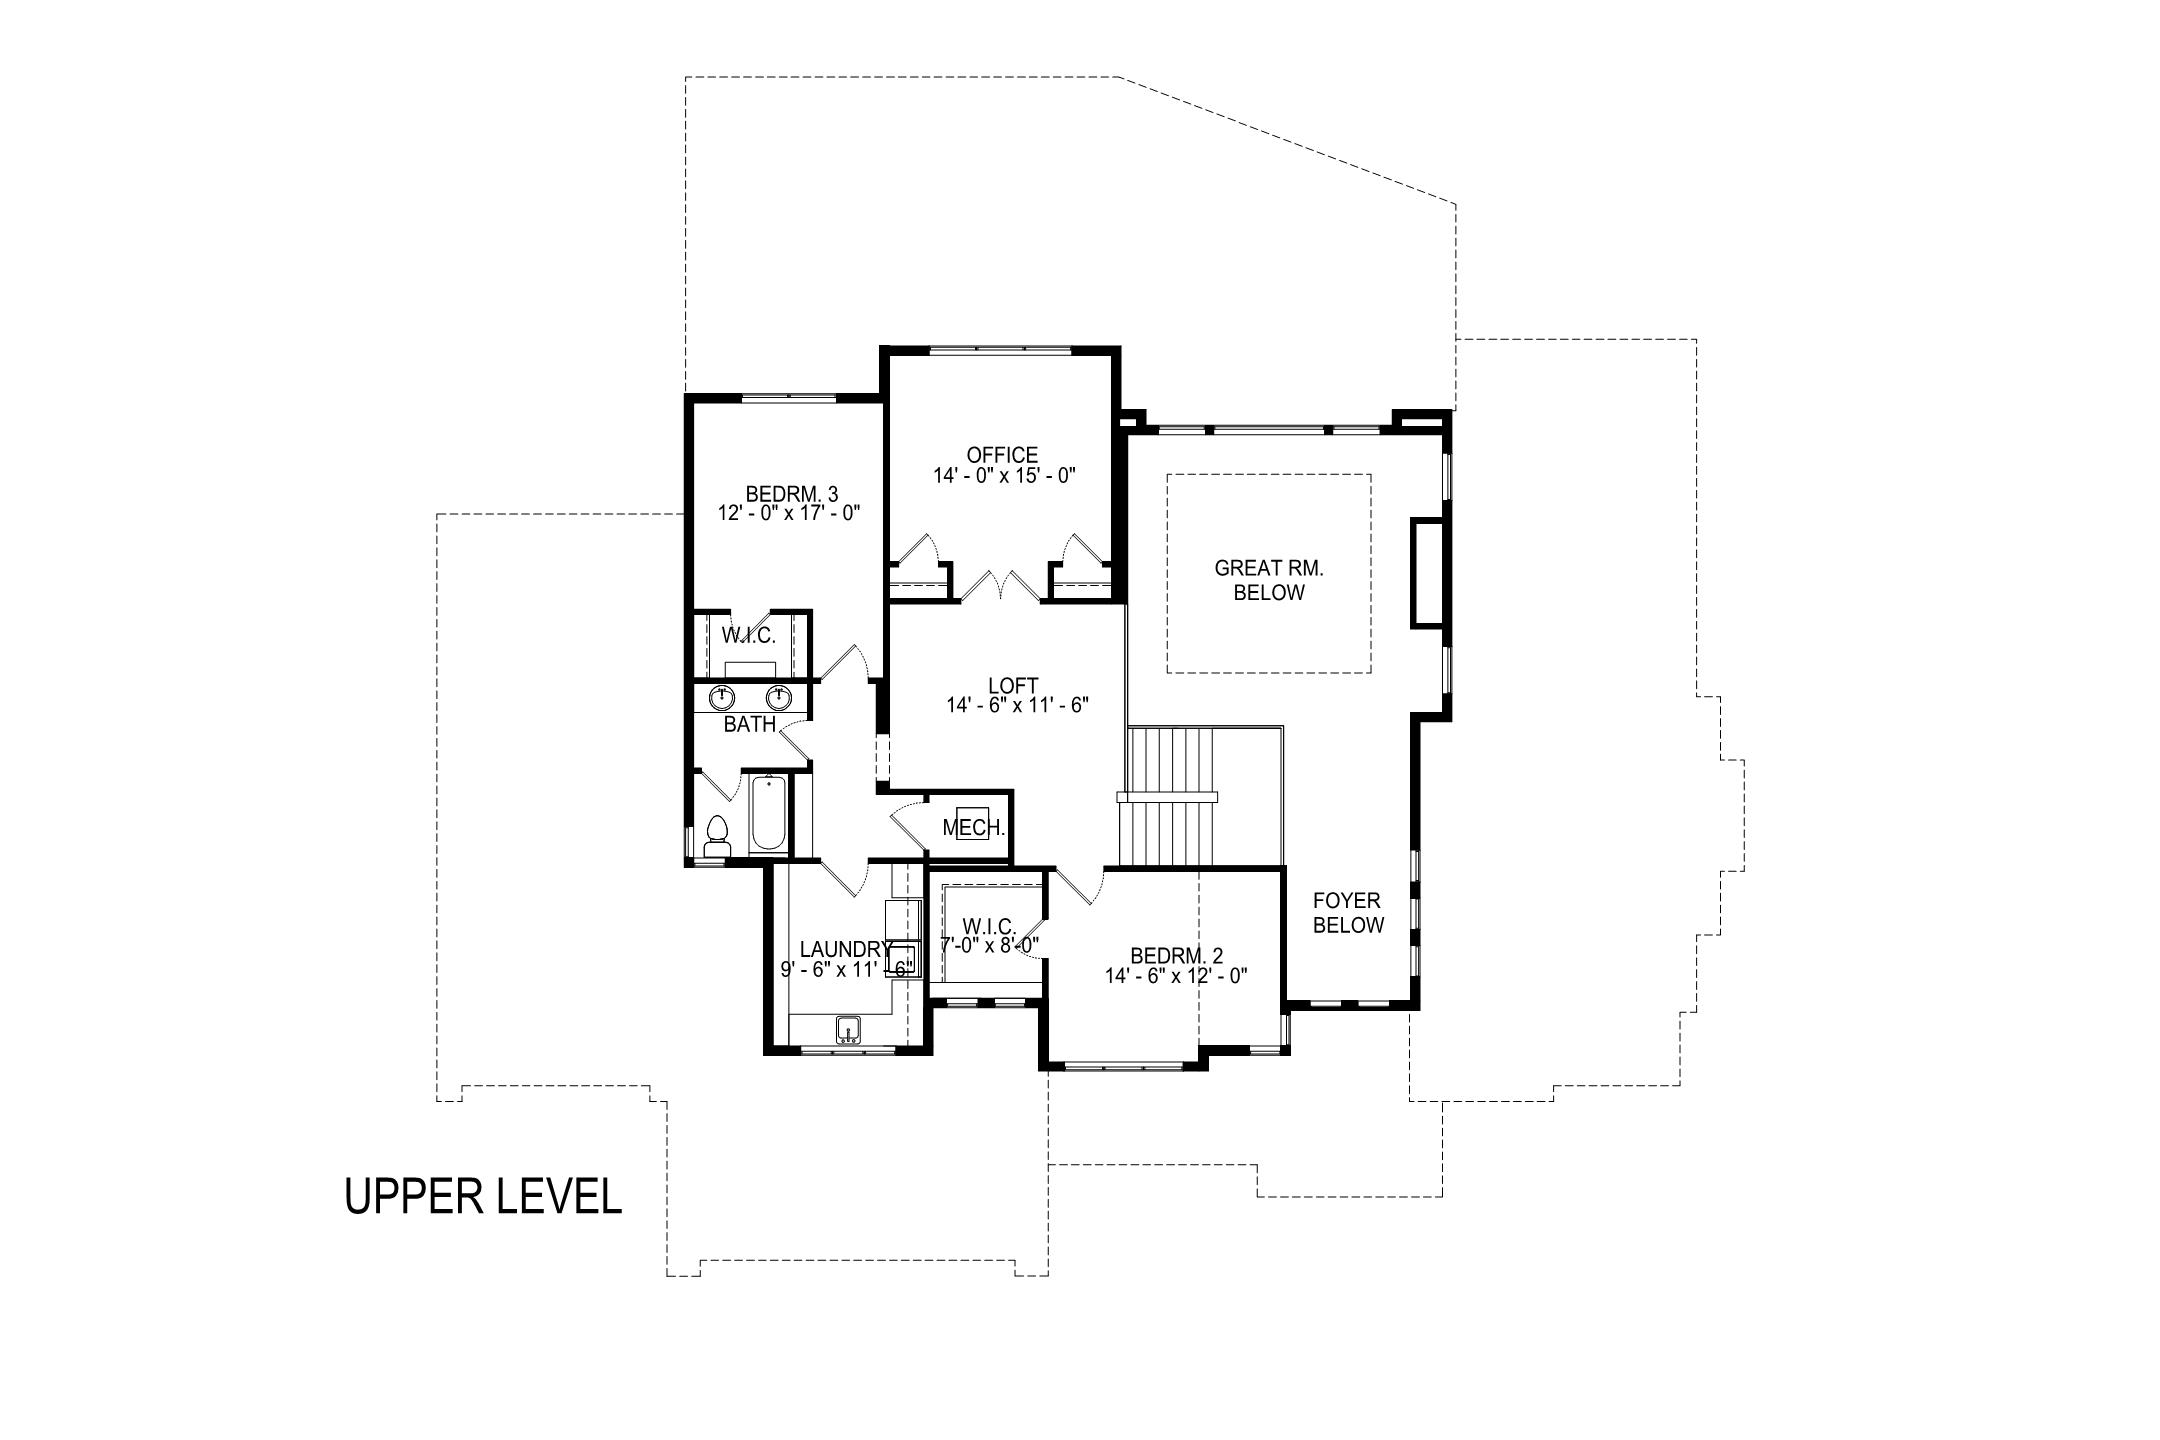 OFFICE
14' - 0" x 15' - 0"
BEDRM. 3
12' - 0" x 17' - 0"
GREAT RM.
BELOW
W.I.C.
LOFT
14' - 6" x 11' - 6"
BATH
MECH.
FOYER
BELOW
W.I.C.
7'-0" x 8'-0"
LAUNDRY
9' - 6" x 11' - 6"
BEDRM. 2
14' - 6" x 12' - 0"
UPPER LEVEL